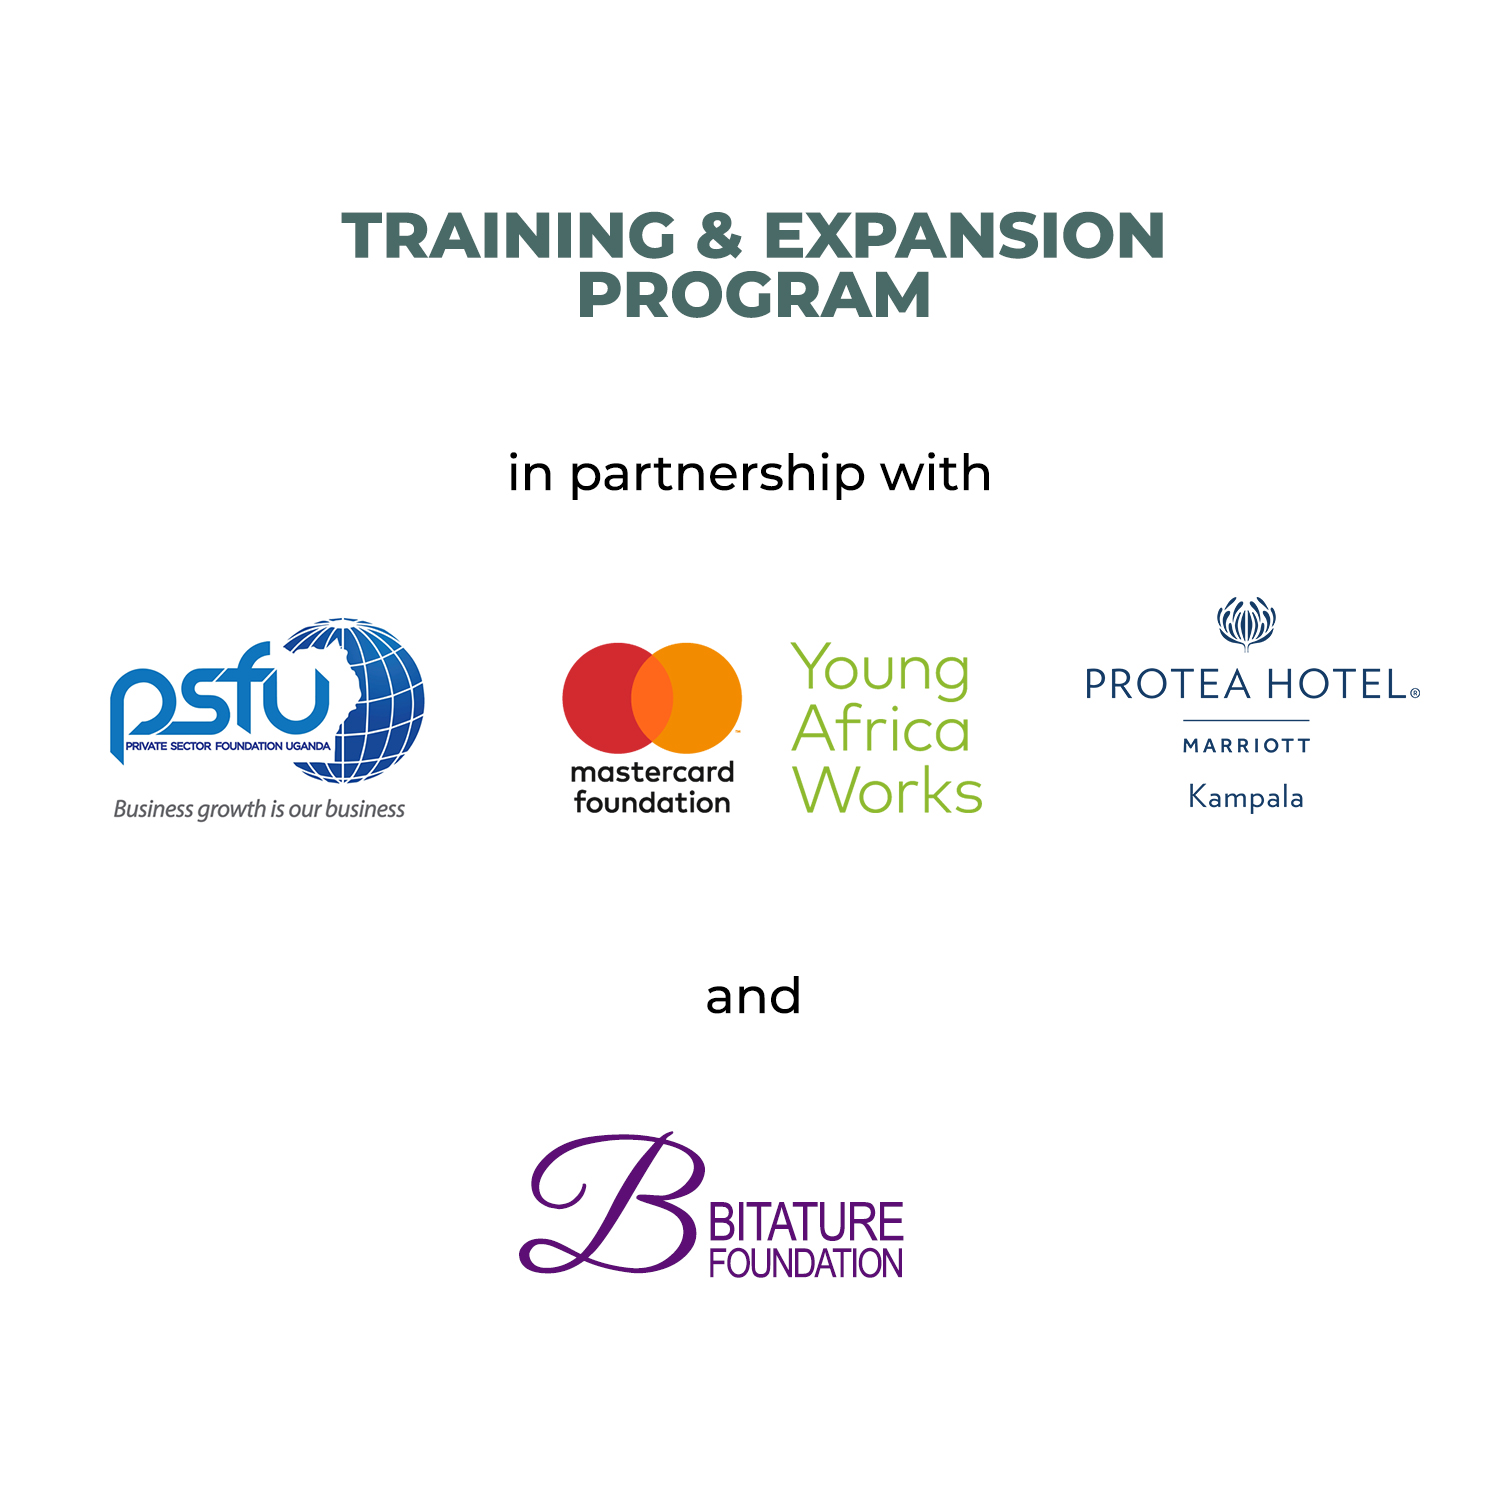 TRAINING & EXPANSION
PROGRAM
in partnership with
psfu
PRIVATE SECTOR FOUNDATION UGANDA
Business growth is our business
mastercard
foundation
Young
Africa
Works
PROTEA HOTEL®
MARRIOTT
Kampala
and
B
BITATURE
FOUNDATION